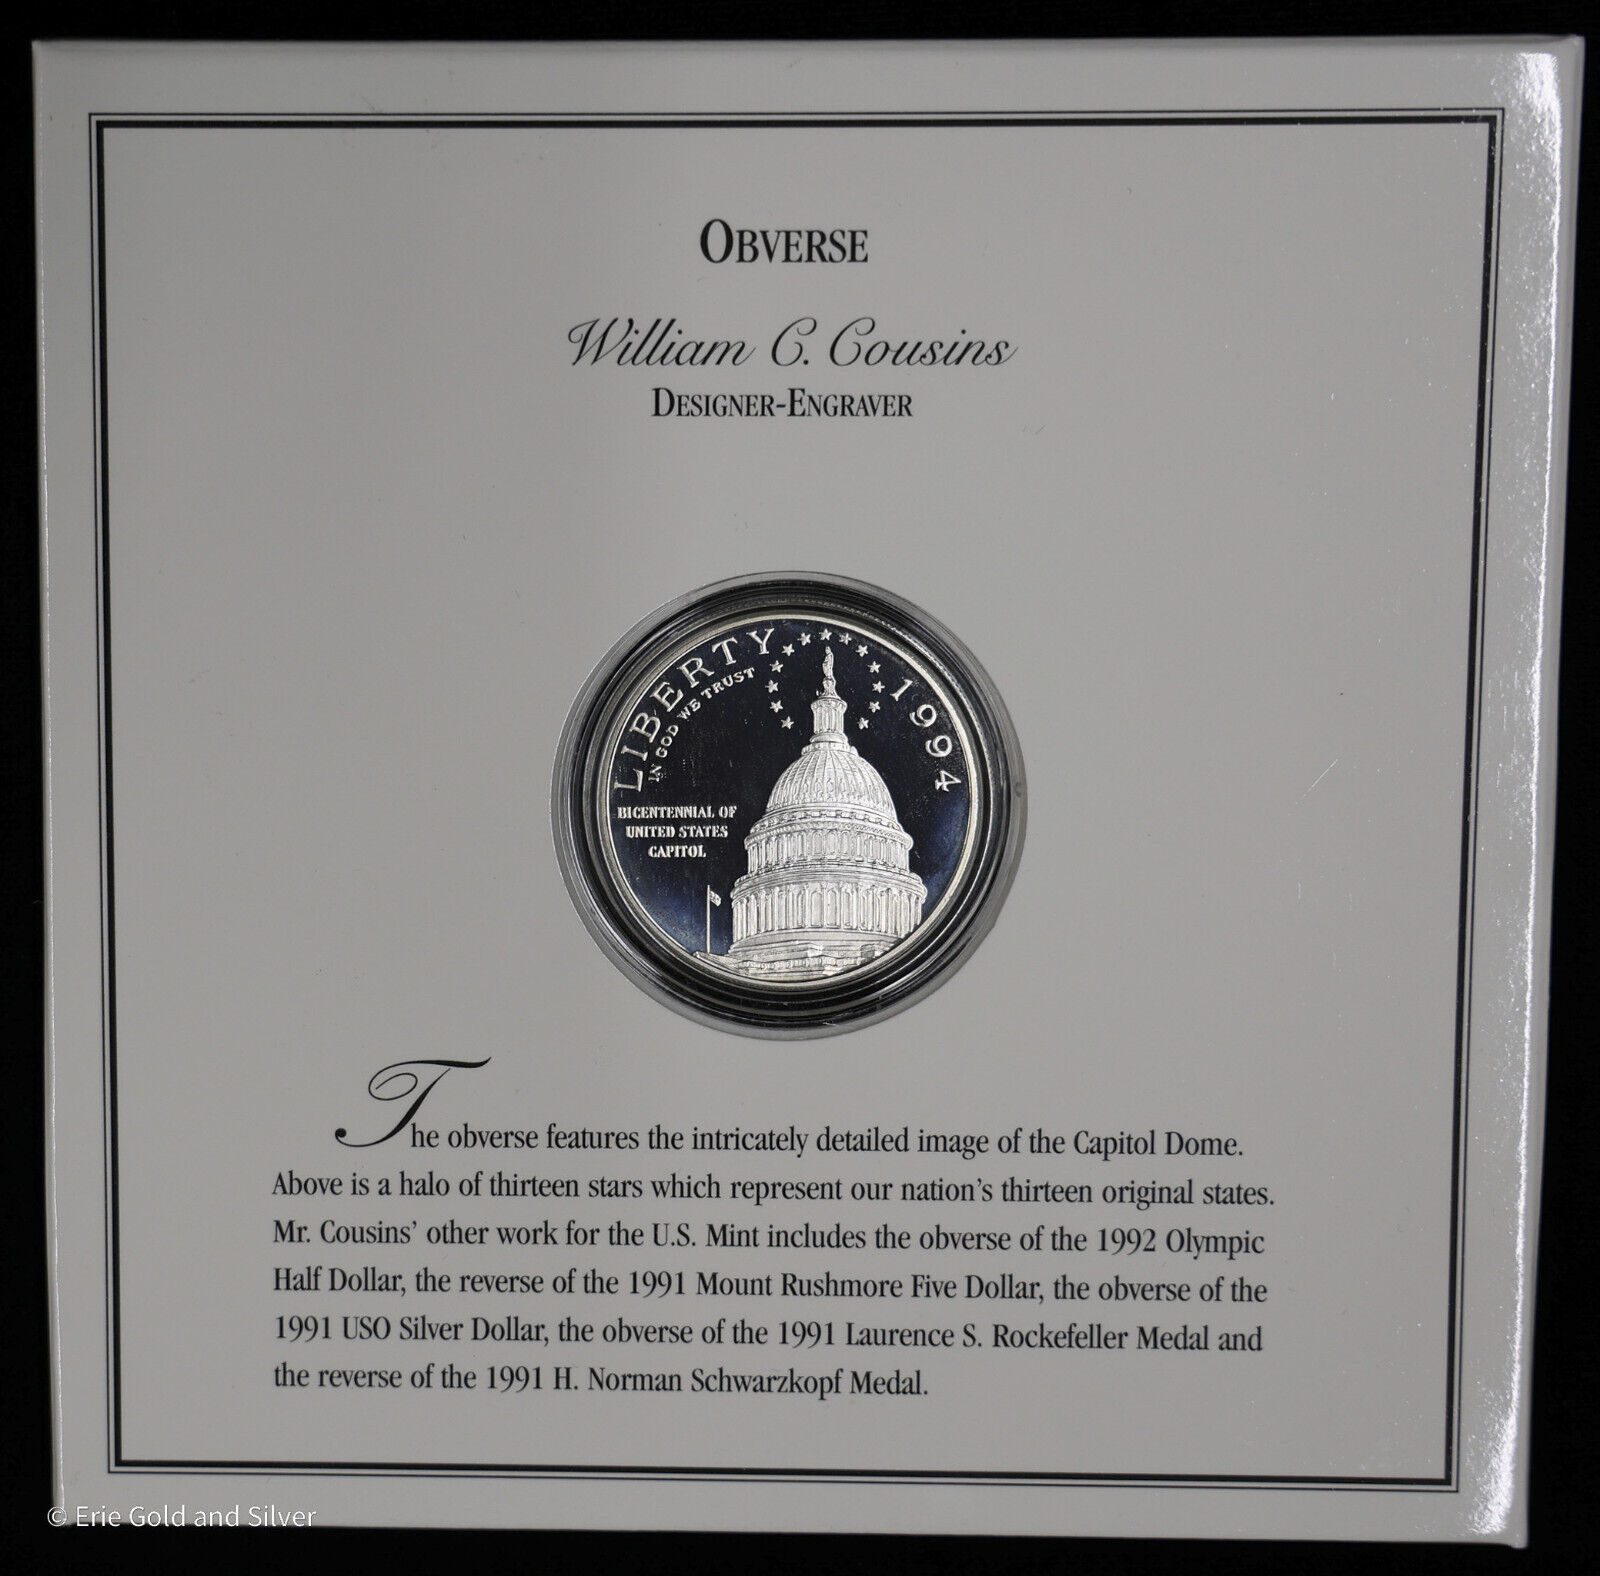 OBVERSE
William C. Cousins
DESIGNER-ENGRAVER
LIBERTY
IN GOD WE TRUST
1994
BICENTENNIAL OF
UNITED STATES
CAPITOL
The obverse features the intricately detailed image of the Capitol Dome.
Above is a halo of thirteen stars which represent our nation's thirteen original states.
Mr. Cousins' other work for the U.S. Mint includes the obverse of the 1992 Olympic
Half Dollar, the reverse of the 1991 Mount Rushmore Five Dollar, the obverse of the
1991 USO Silver Dollar, the obverse of the 1991 Laurence S. Rockefeller Medal and
the reverse of the 1991 H. Norman Schwarzkopf Medal.
© Erie Gold and Silver